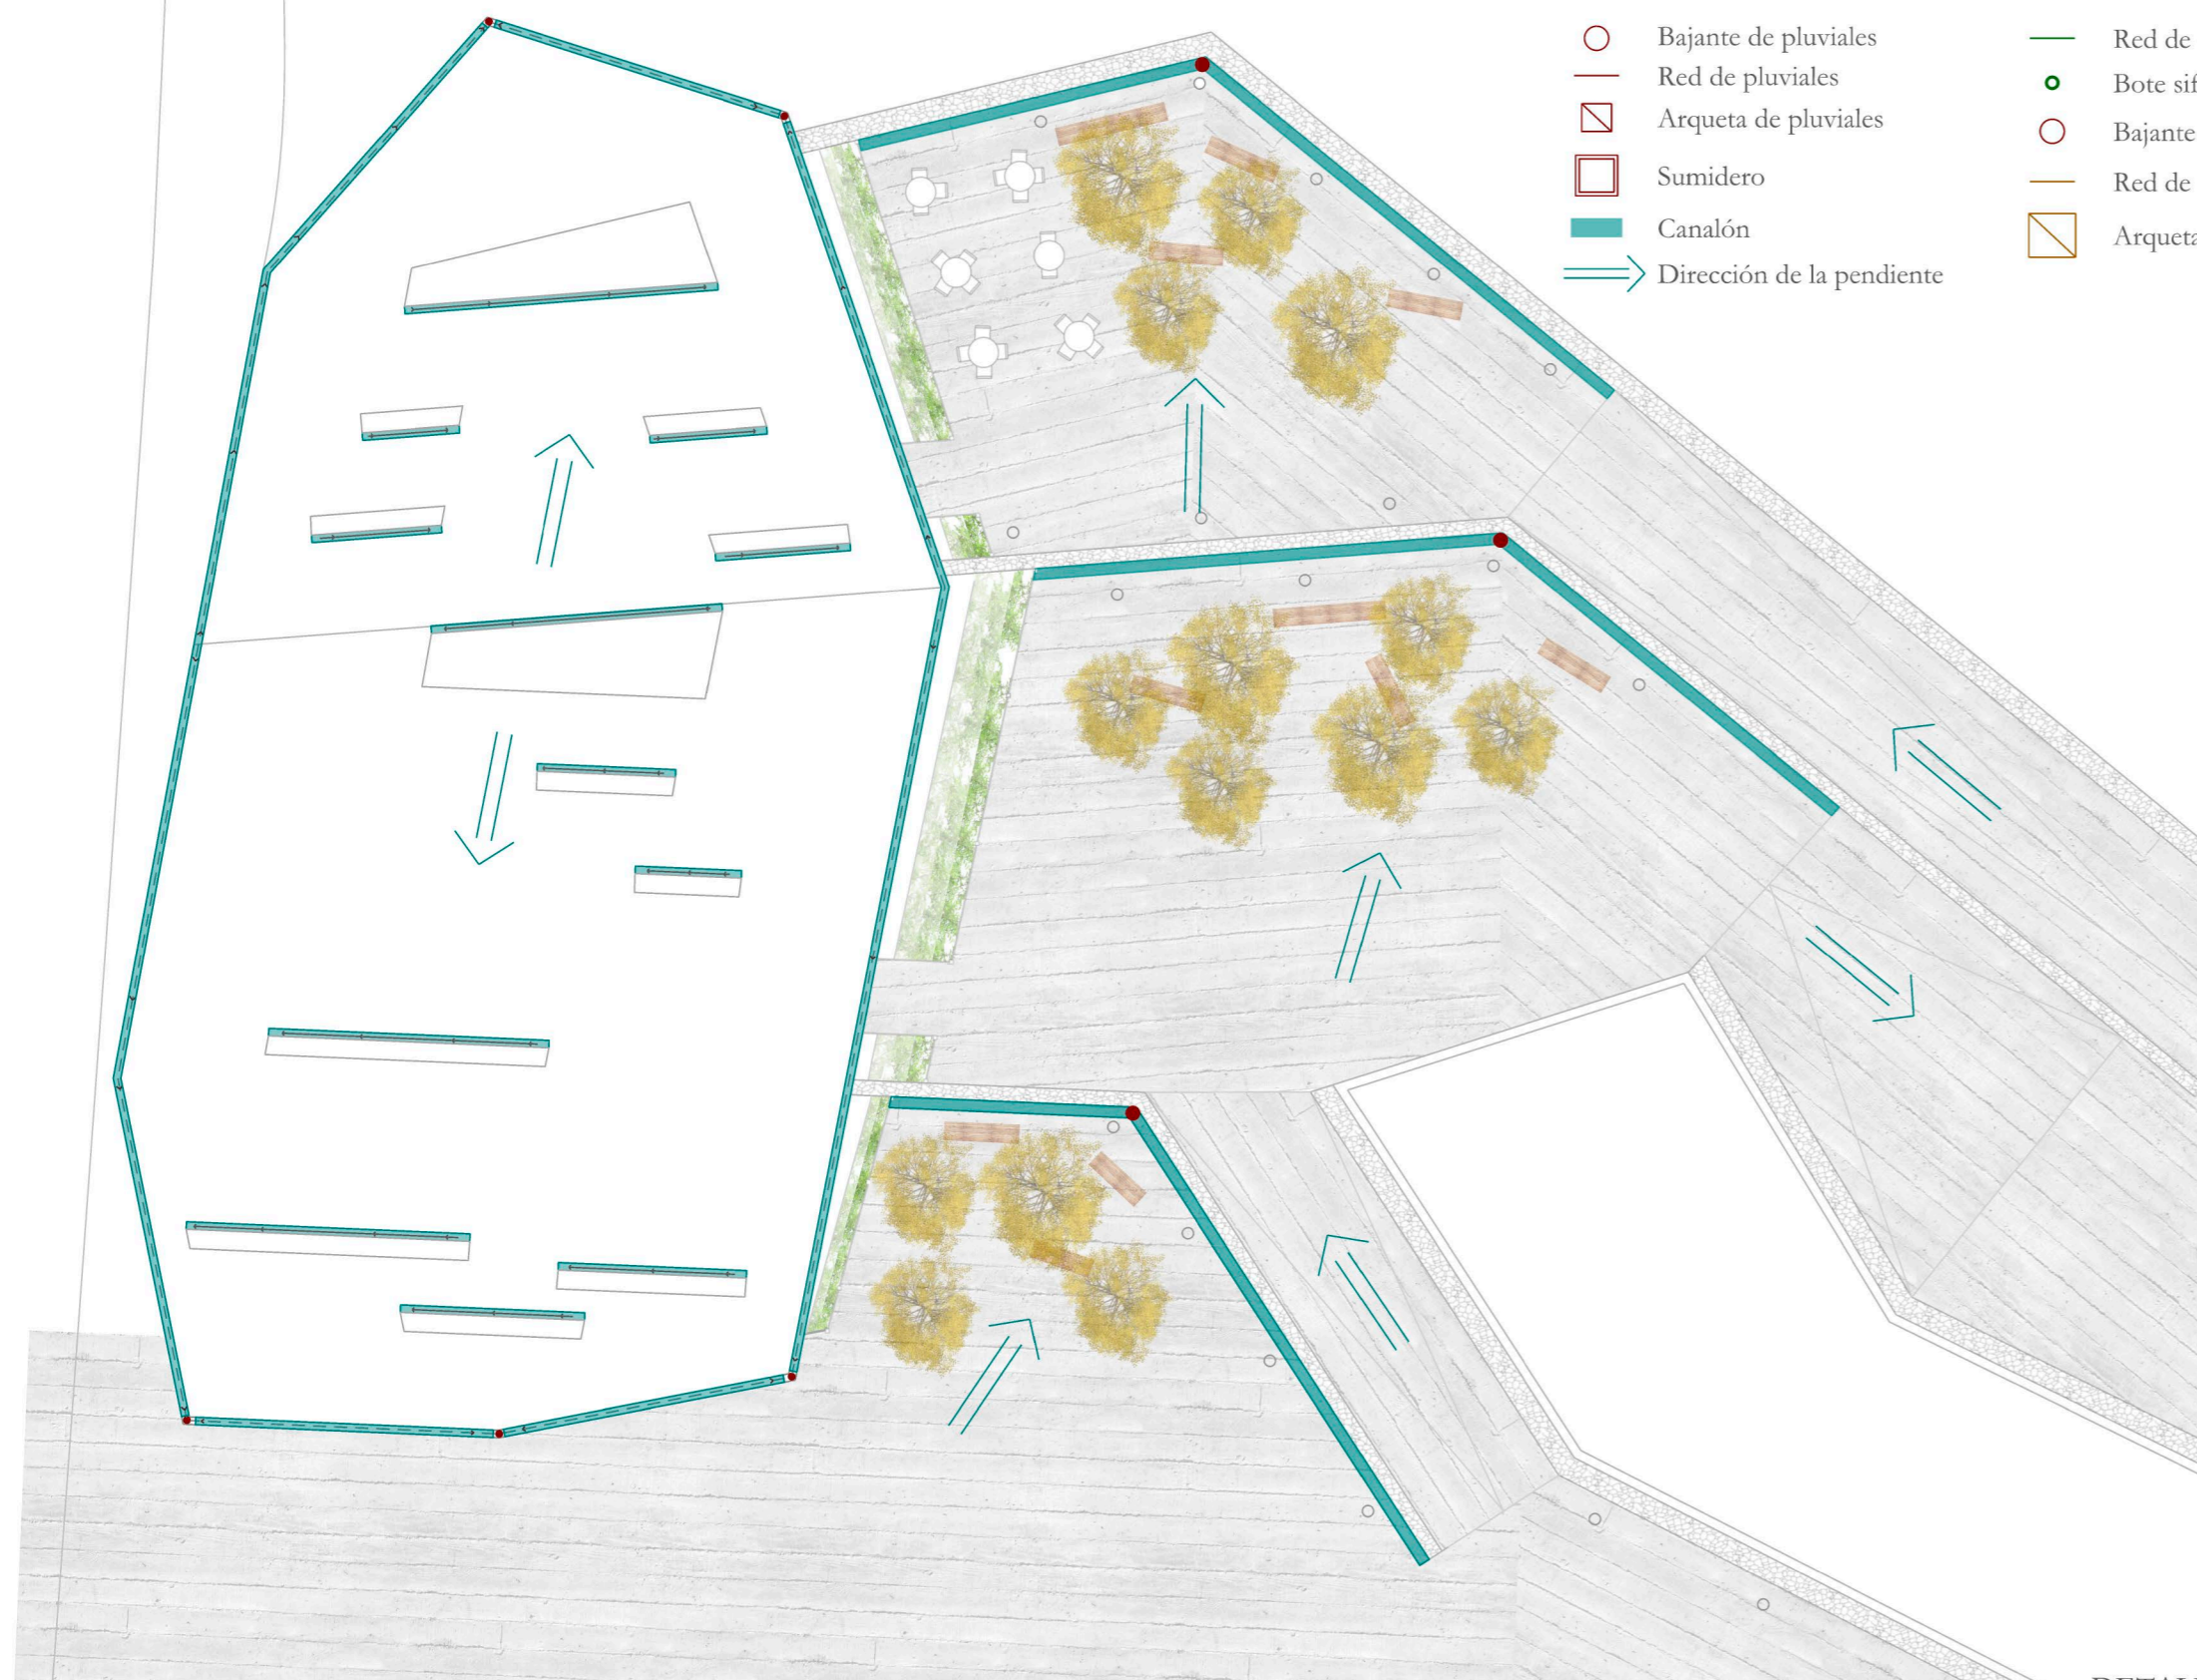 Bajante de pluviales
Red de pluviales
Arqueta de pluviales
Sumidero
Canalón
Dirección de la pendiente
Red de
Bote sif
Bajante
Red de
Arqueta